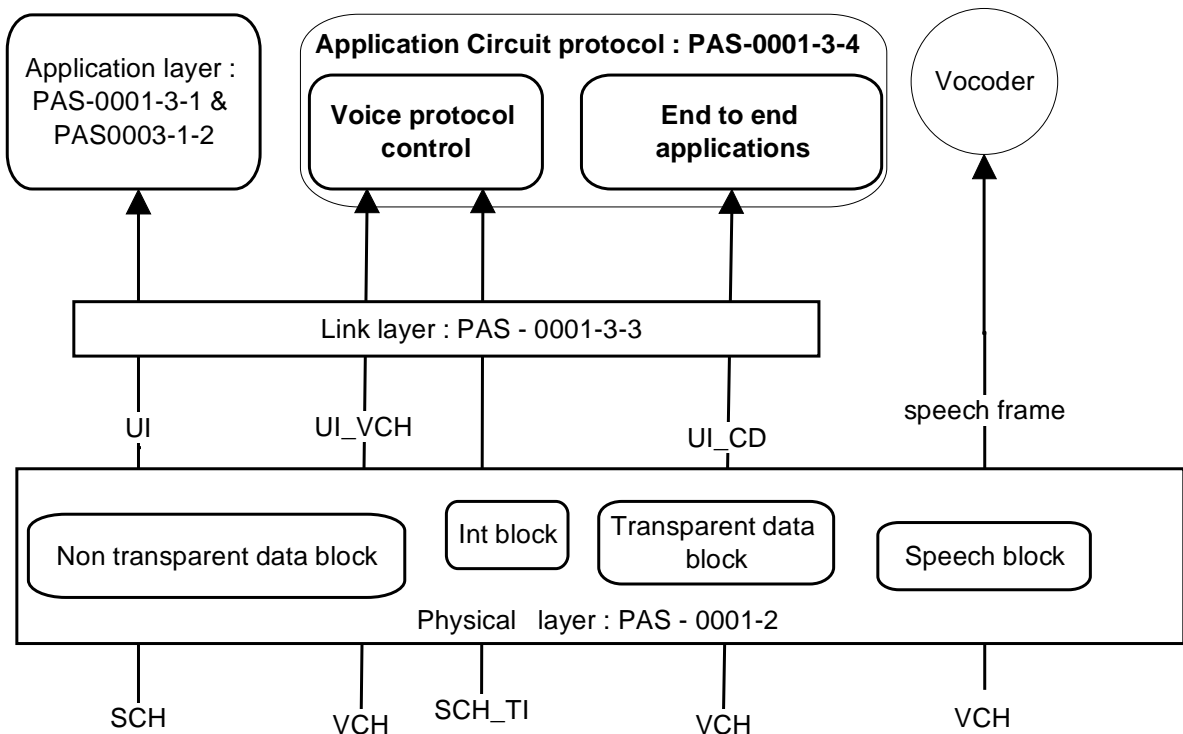 Application layer :
PAS-0001-3-1 &
PAS0003-1-2
Application Circuit protocol : PAS-0001-3-4
Voice protocol
control
End to end
applications
Vocoder
Link layer : PAS - 0001-3-3
UI
UI_VCH
UI_CD
speech frame
Non transparent data block
Int block
Transparent data
block
Speech block
Physical layer : PAS - 0001-2
SCH
VCH
SCH_TI
VCH
VCH